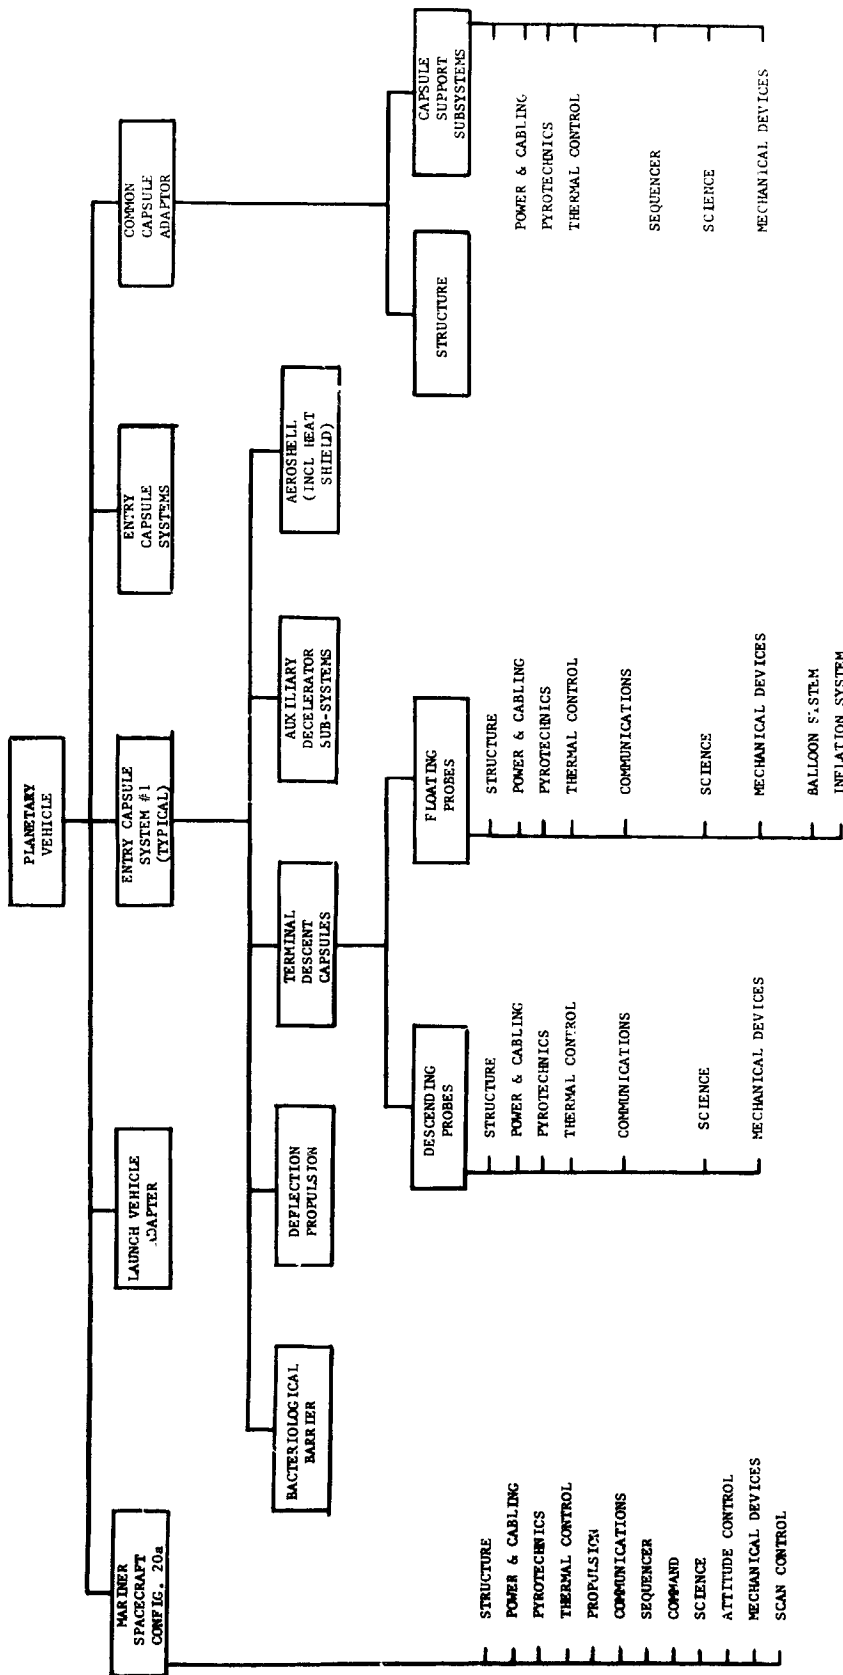 PLANETARY
VEHICLE
MARINER
SPACECRAFT
CONFIG. 20a
LAUNCH VEHICLE
ADAPTER
ENTRY CAPSULE
SYSTEM #1
(TYPICAL)
ENTRY
CAPSULE
SYSTEMS
COMMON
CAPSULE
ADAPTOR
BACTERIOLOGICAL
BARRIER
DEFLECTION
PROPULSION
TERMINAL
DESCENT
CAPSULES
AUXILIARY
DECELERATOR
SUB-SYSTEMS
AEROSHELL
(INCL HEAT
SHIELD)
DESCENDING
PROBES
FLOATING
PROBES
STRUCTURE
CAPSULE
SUPPORT
SUBSYSTEMS
STRUCTURE
POWER & CABLING
PYROTECHNICS
THERMAL CONTROL
PROPULSION
COMMUNICATIONS
SEQUENCER
COMMAND
SCIENCE
ATTITUDE CONTROL
MECHANICAL DEVICES
SCAN CONTROL
STRUCTURE
POWER & CABLING
PYROTECHNICS
THERMAL CONTROL
COMMUNICATIONS
SCIENCE
MECHANICAL DEVICES
STRUCTURE
POWER & CABLING
PYROTECHNICS
THERMAL CONTROL
COMMUNICATIONS
SCIENCE
MECHANICAL DEVICES
BALLOON SYSTEM
INFLATION SYSTEM
POWER & CABLING
PYROTECHNICS
THERMAL CONTROL
SEQUENCER
SCIENCE
MECHANICAL DEVICES